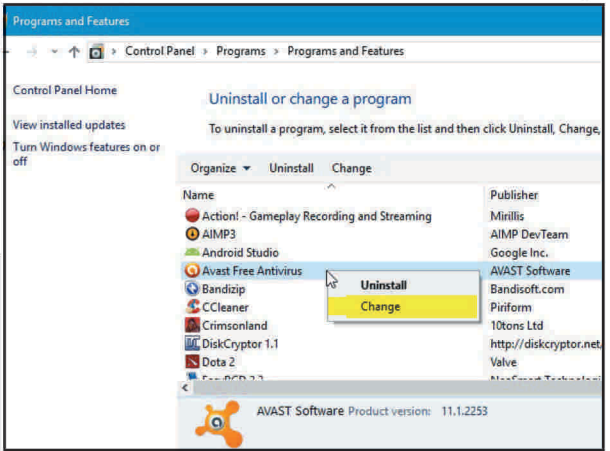 Programs and Features
Control Panel > Programs > Programs and Features
Control Panel Home
View installed updates
Turn Windows features on or
off
Uninstall or change a program
To uninstall a program, select it from the list and then click Uninstall, Change,
Organize Uninstall Change
Name Publisher
Action! - Gameplay Recording and Streaming Mirillis
AIMP3 AIMP DevTeam
Android Studio Google Inc.
Avast Free Antivirus AVAST Software
Uninstall
Bandizip Bandisoft.com
Change
CCleaner Piriform
Crimsonland 10tons Ltd
DiskCryptor 1.1 http://diskcryptor.net/
Dota 2 Valve
AVAST Software Product version: 11.1.2253